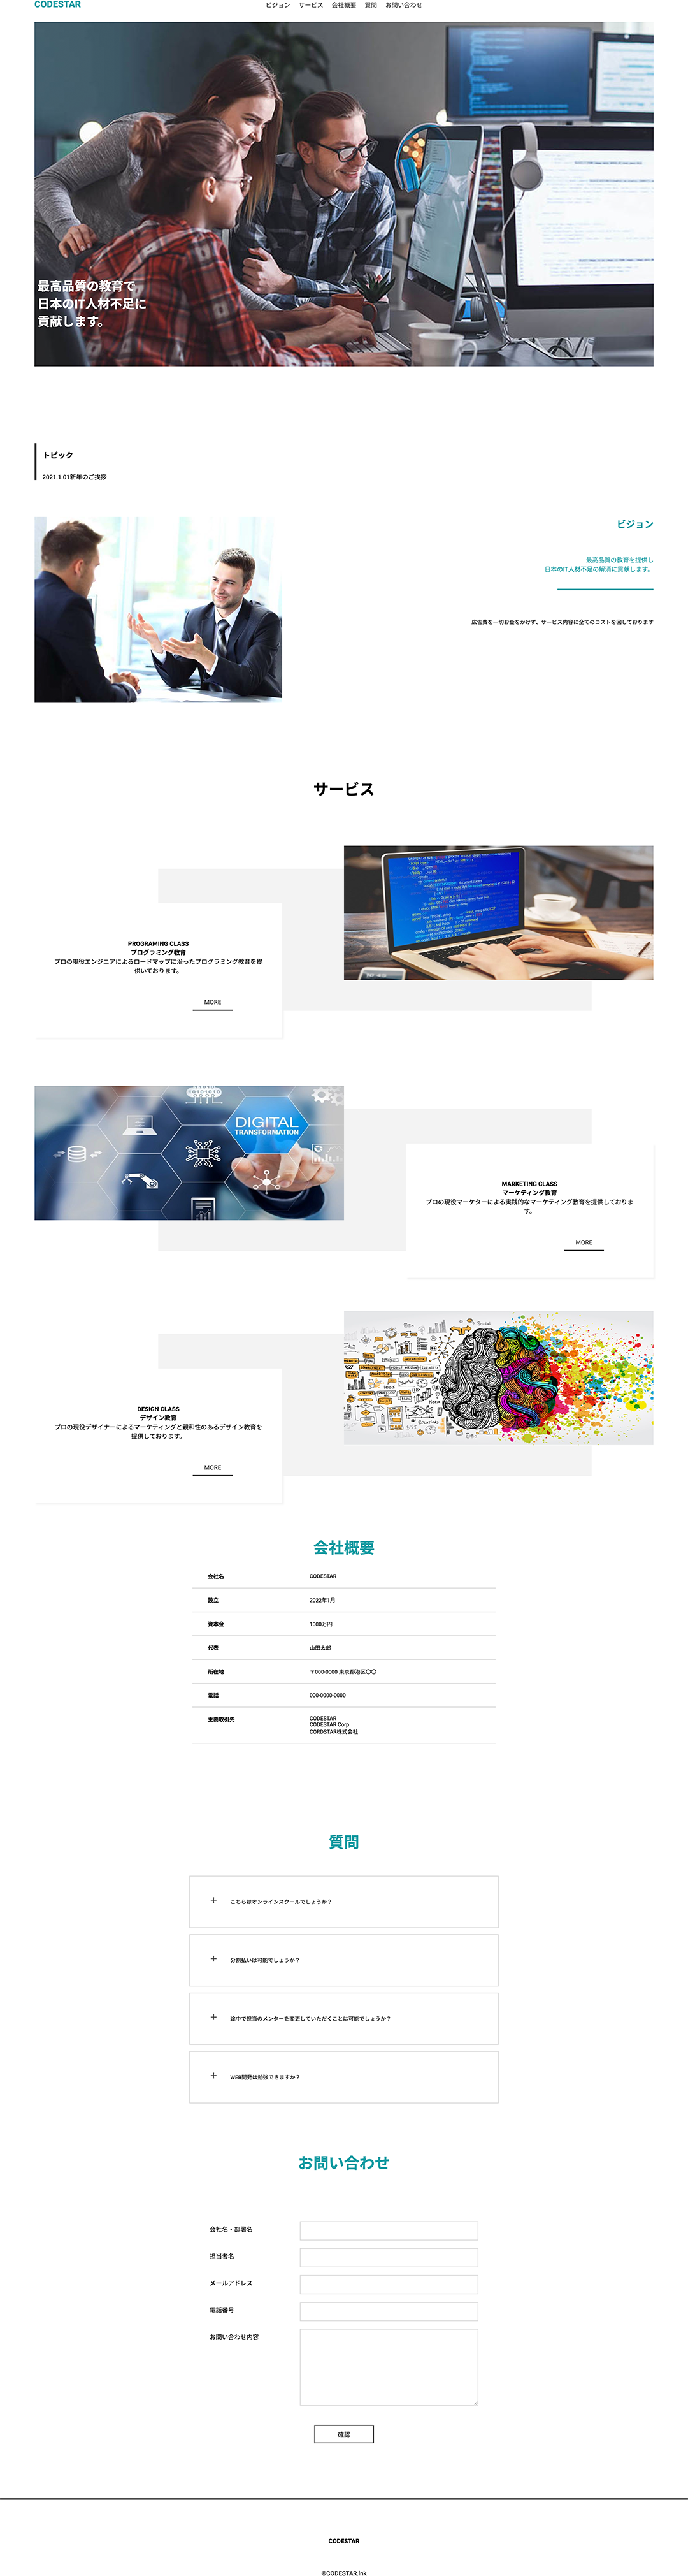 CODESTAR
ビジョン サービス 会社概要 質問 お問い合わせ
最高品質の教育で
日本のIT人材不足に
貢献します。
トピック
2021.1.01新年のご挨拶
ビジョン
最高品質の教育を提供し
日本のIT人材不足の解消に貢献します。
広告費を一切お金をかけず、サービス内容に全てのコストを回しております
サービス
PROGRAMING CLASS
プログラミング教育
プロの現役エンジニアによるロードマップに沿ったプログラミング教育を提
供いております。
MORE
DIGITAL
TRANSFORMATION
MARKETING CLASS
マーケティング教育
プロの現役マーケターによる実践的なマーケティング教育を提供しておりま
す。
MORE
DESIGN CLASS
デザイン教育
プロの現役デザイナーによるマーケティングと親和性のあるデザイン教育を
提供しております。
MORE
会社概要
会社名 CODESTAR
設立 2022年1月
資本金 1000万円
代表 山田太郎
所在地 〒000-0000 東京都港区〇〇
電話 000-0000-0000
主要取引先 CODESTAR
CODESTAR Corp
CORDSTAR株式会社
質問
+ こちらはオンラインスクールでしょうか？
+ 分割払いは可能でしょうか？
+ 途中で担当のメンターを変更していただくことは可能でしょうか？
+ WEB開発は勉強できますか？
お問い合わせ
会社名・部署名
担当者名
メールアドレス
電話番号
お問い合わせ内容
確認
CODESTAR
©CODESTAR.Ink